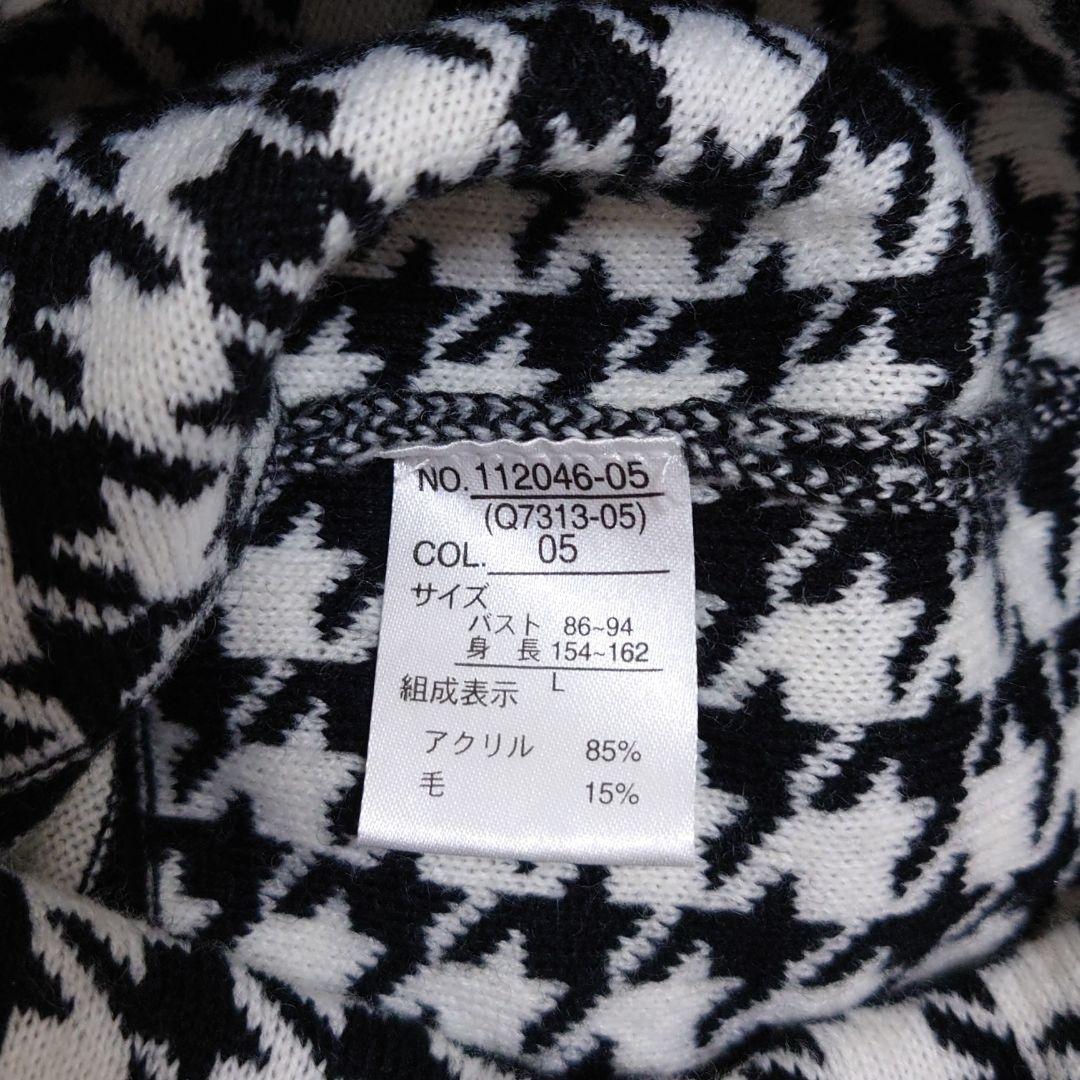 NO. 112046-05
(Q7313-05)
COL. 05
サイズ
バスト 86~94
身 長 154~162
L
組成表示
アクリル 85%
毛 15%